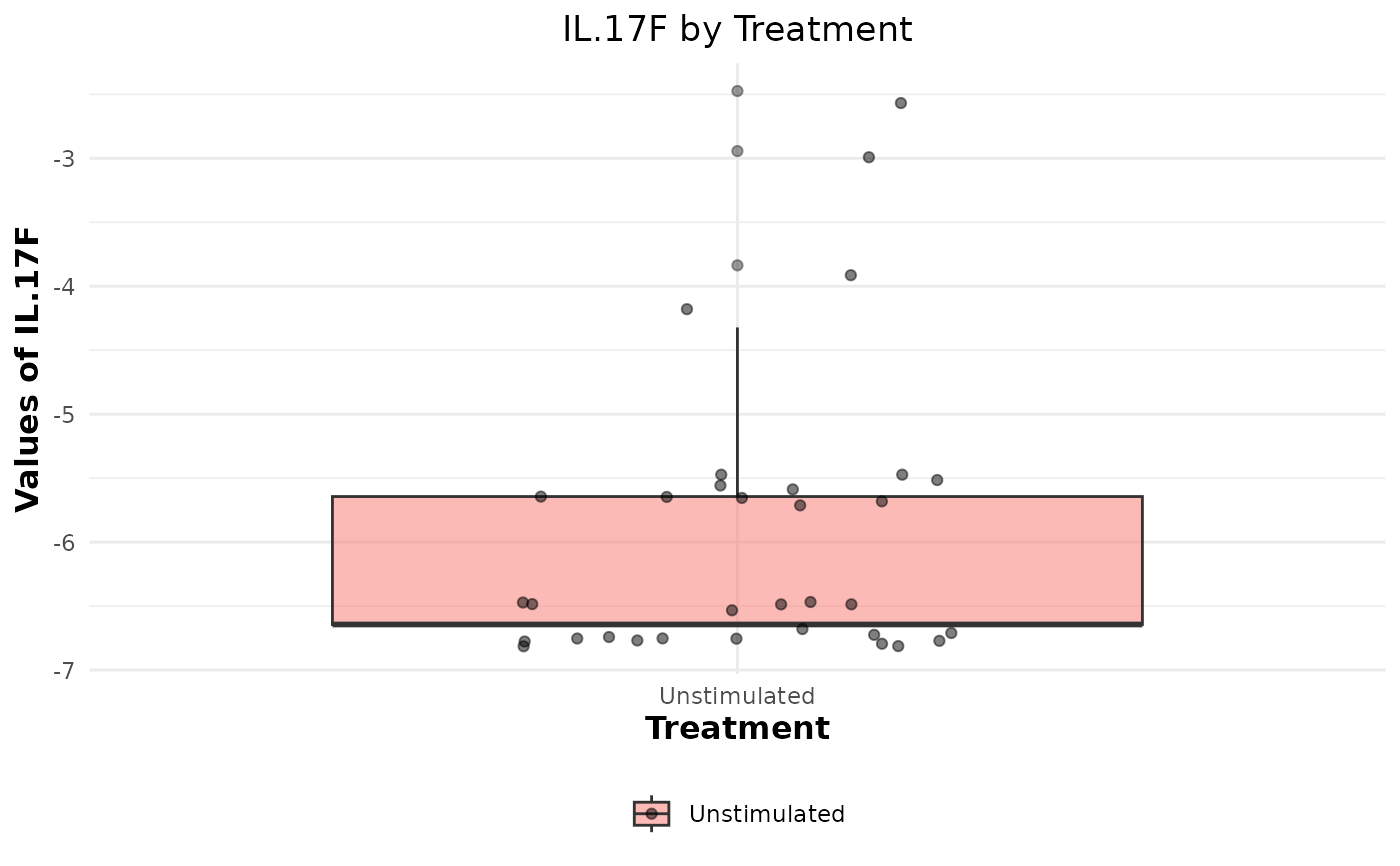 IL.17F by Treatment
Values of IL.17F
-3
-4
-5
-6
-7
Unstimulated
Treatment
Unstimulated